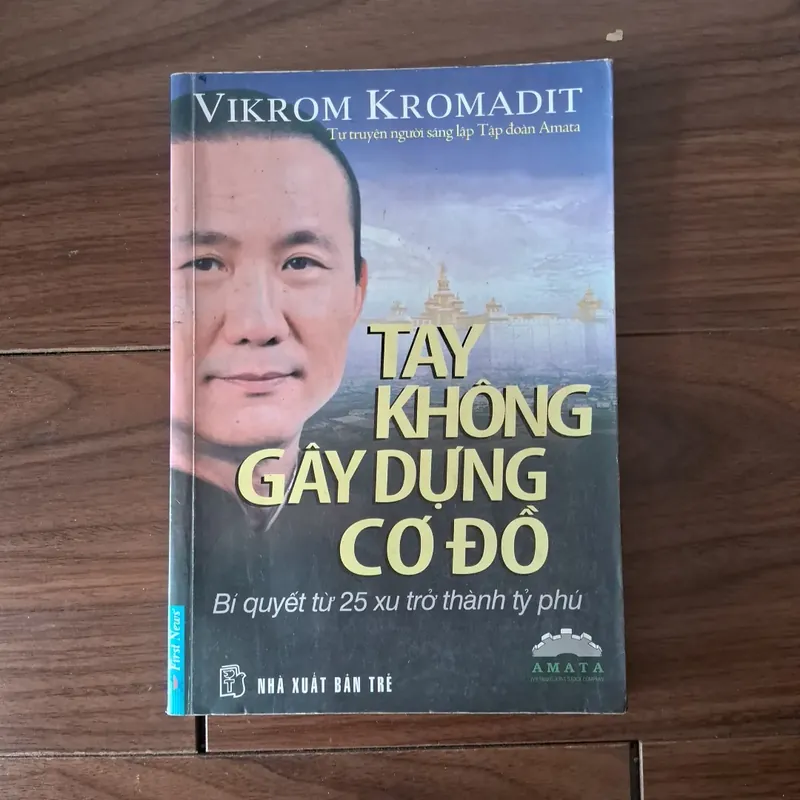 VIKROM KROMADIT
Tự truyện người sáng lập Tập đoàn Amata
TAY
KHÔNG
GÂY DỰNG
CƠ ĐỒ
Bí quyết từ 25 xu trở thành tỷ phú
First News
NHÀ XUẤT BẢN TRẺ
AMATA